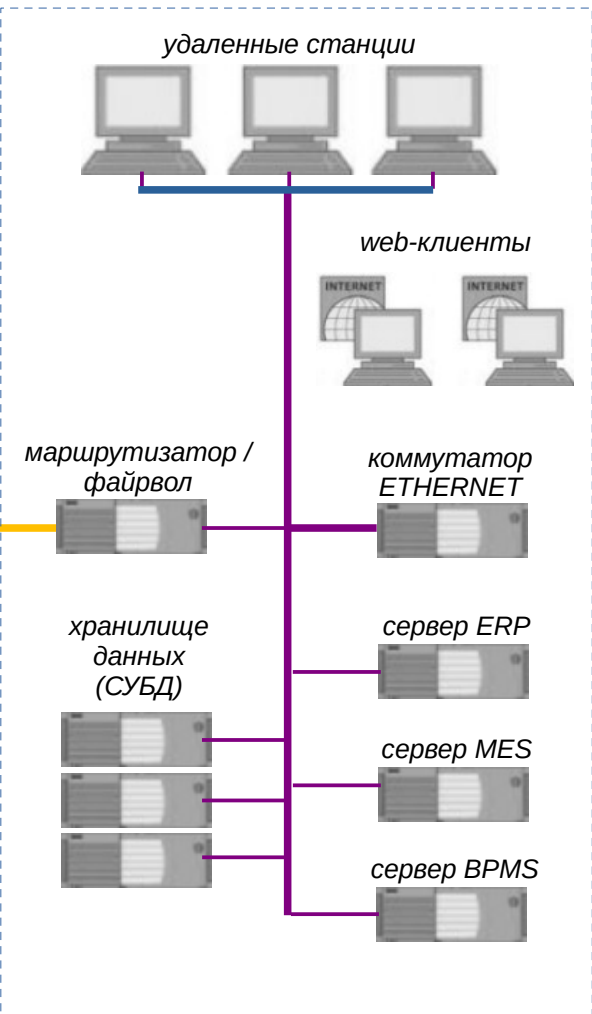 удаленные станции
web-клиенты
INTERNET
INTERNET
маршрутизатор /
файрвол
коммутатор
ETHERNET
хранилище
данных
(СУБД)
сервер ERP
сервер MES
сервер BPMS